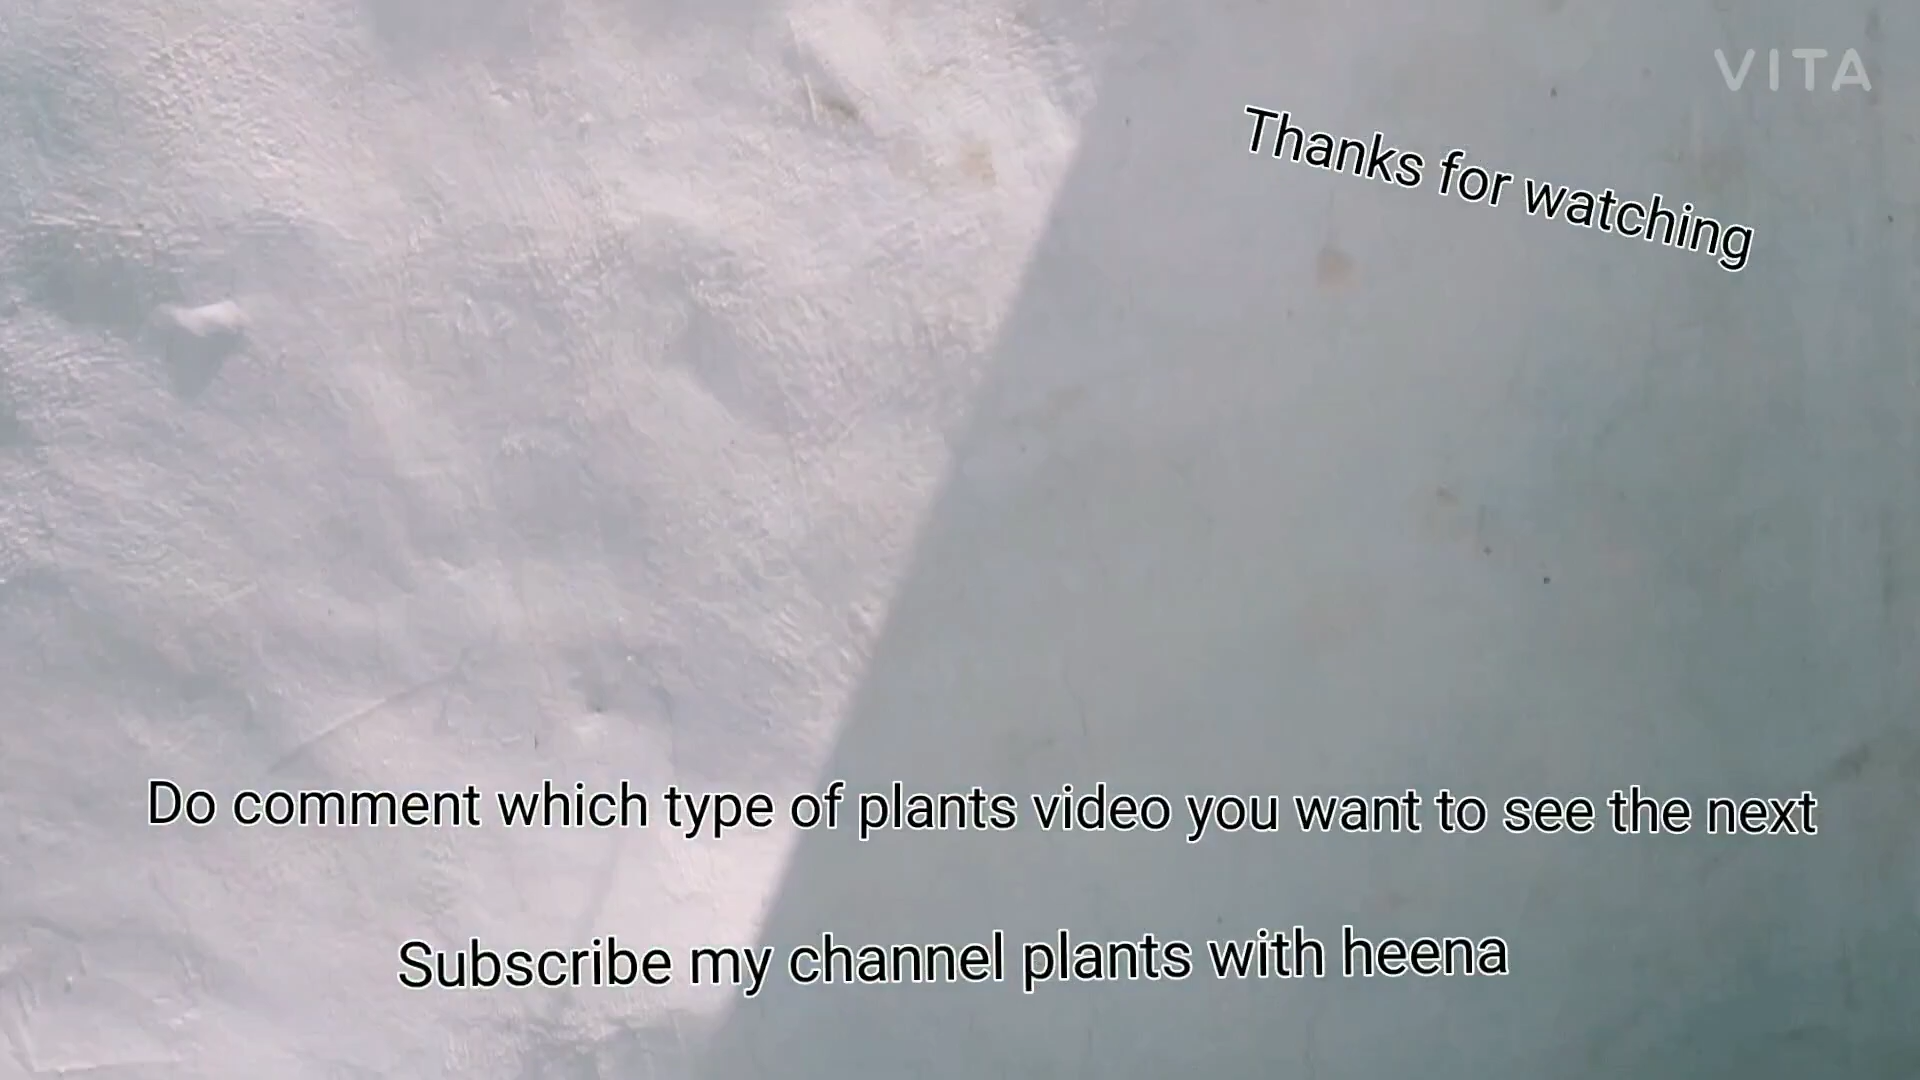 VITA
Thanks for watching
Do comment which type of plants video you want to see the next
Subscribe my channel plants with heena